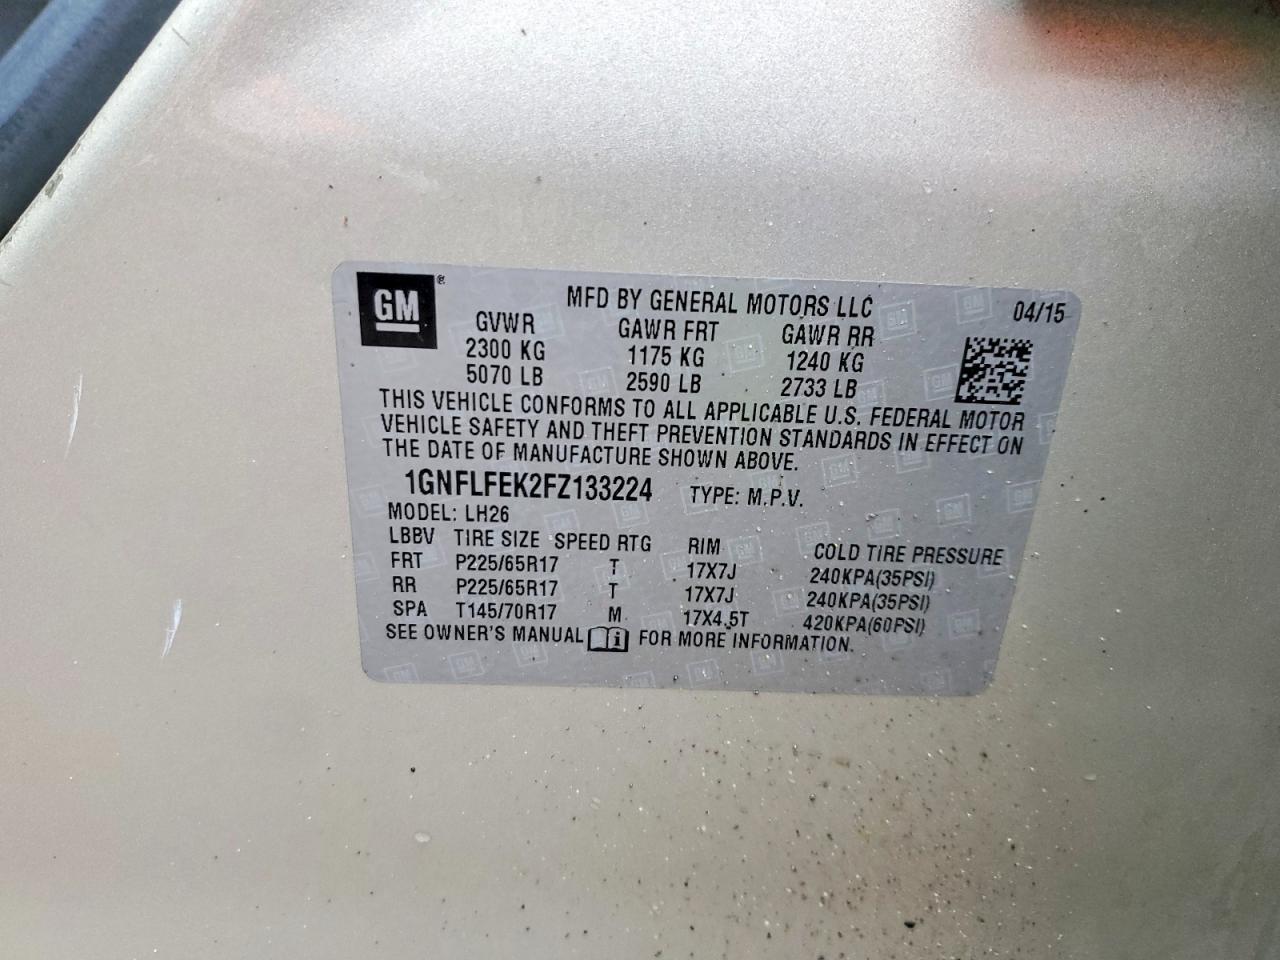 GM ®
MFD BY GENERAL MOTORS LLC 04/15
GVWR GAWR FRT GAWR RR
2300 KG 1175 KG 1240 KG
5070 LB 2590 LB 2733 LB
THIS VEHICLE CONFORMS TO ALL APPLICABLE U.S. FEDERAL MOTOR
VEHICLE SAFETY AND THEFT PREVENTION STANDARDS IN EFFECT ON
THE DATE OF MANUFACTURE SHOWN ABOVE.
1GNFLFEK2FZ133224 TYPE: M.P.V.
MODEL: LH26
LBBV TIRE SIZE SPEED RTG RIM COLD TIRE PRESSURE
FRT P225/65R17 T 17X7J 240KPA(35PSI)
RR P225/65R17 T 17X7J 240KPA(35PSI)
SPA T145/70R17 M 17X4.5T 420KPA(60PSI)
SEE OWNER'S MANUAL i FOR MORE INFORMATION.